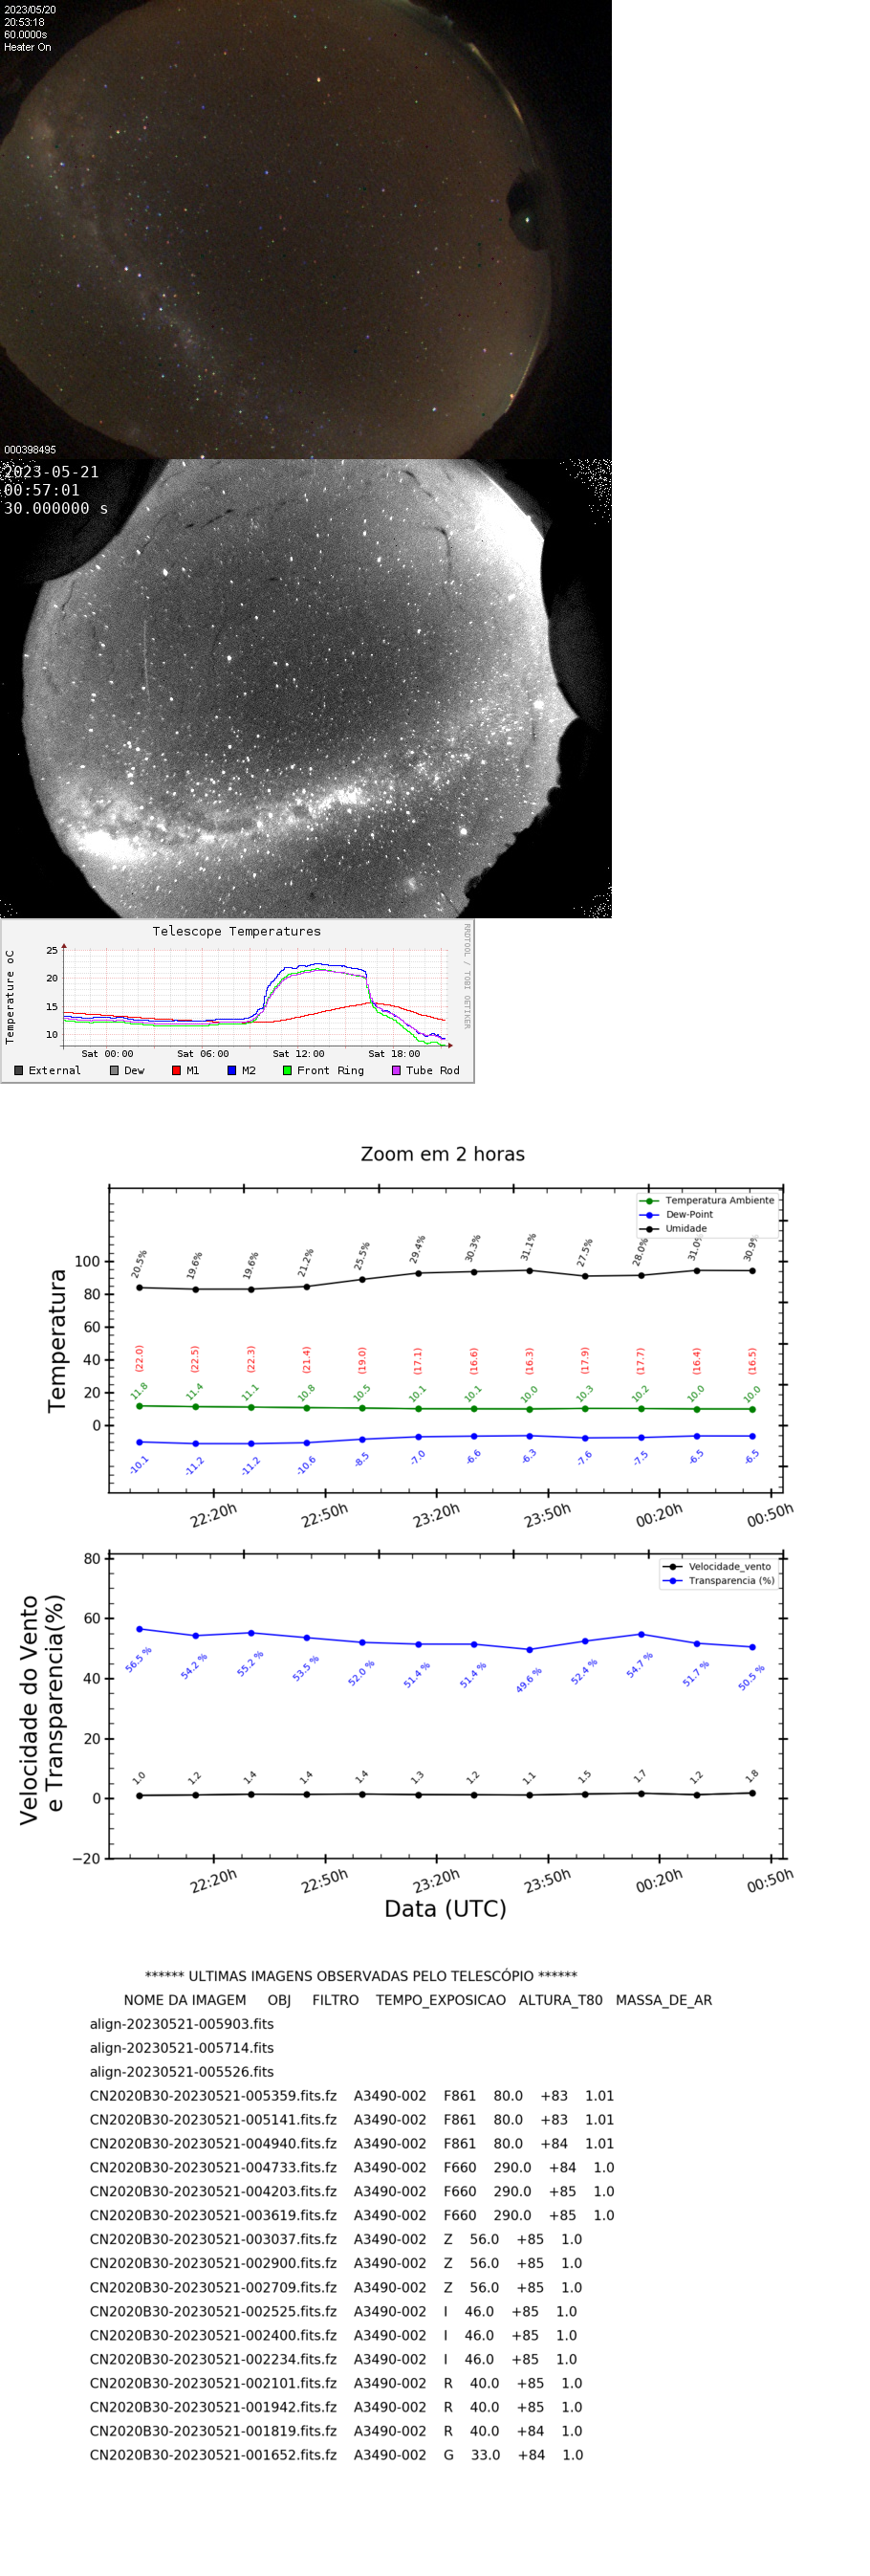 2023/05/20
20:53:18
60.0000s
Heater On
000398495
2023-05-21
00:57:01
30.000000 s
Telescope Temperatures
RRDTOOL / TOBI OETIKER
Temperature oC
25
20
15
10
Sat 00:00 Sat 06:00 Sat 12:00 Sat 18:00
External Dew M1 M2 Front Ring Tube Rod
Zoom em 2 horas
Temperatura Ambiente
Dew-Point
Umidade
Temperatura
100
80
60
40
20
0
20.5% 19.6% 19.6% 21.2% 25.5% 29.4% 30.3% 31.1% 27.5% 28.0% 31.0% 30.9%
(22.0) (22.5) (22.3) (21.4) (19.0) (17.1) (16.6) (16.3) (17.9) (17.7) (16.4) (16.5)
11.8 11.4 11.1 10.8 10.5 10.1 10.1 10.0 10.3 10.2 10.0 10.0
-10.1 -11.2 -11.2 -10.6 -8.5 -7.0 -6.6 -6.3 -7.6 -7.5 -6.5 -6.5
22:20h 22:50h 23:20h 23:50h 00:20h 00:50h
Velocidade_vento
Transparencia (%)
Velocidade do Vento
e Transparencia(%)
80
60
40
20
0
−20
56.5 % 54.2 % 55.2 % 53.5 % 52.0 % 51.4 % 51.4 % 49.6 % 52.4 % 54.7 % 51.7 % 50.5 %
1.0 1.2 1.4 1.4 1.4 1.3 1.2 1.1 1.5 1.7 1.2 1.8
22:20h 22:50h 23:20h 23:50h 00:20h 00:50h
Data (UTC)
****** ULTIMAS IMAGENS OBSERVADAS PELO TELESCÓPIO ******
NOME DA IMAGEM OBJ FILTRO TEMPO_EXPOSICAO ALTURA_T80 MASSA_DE_AR
align-20230521-005903.fits
align-20230521-005714.fits
align-20230521-005526.fits
CN2020B30-20230521-005359.fits.fz A3490-002 F861 80.0 +83 1.01
CN2020B30-20230521-005141.fits.fz A3490-002 F861 80.0 +83 1.01
CN2020B30-20230521-004940.fits.fz A3490-002 F861 80.0 +84 1.01
CN2020B30-20230521-004733.fits.fz A3490-002 F660 290.0 +84 1.0
CN2020B30-20230521-004203.fits.fz A3490-002 F660 290.0 +85 1.0
CN2020B30-20230521-003619.fits.fz A3490-002 F660 290.0 +85 1.0
CN2020B30-20230521-003037.fits.fz A3490-002 Z 56.0 +85 1.0
CN2020B30-20230521-002900.fits.fz A3490-002 Z 56.0 +85 1.0
CN2020B30-20230521-002709.fits.fz A3490-002 Z 56.0 +85 1.0
CN2020B30-20230521-002525.fits.fz A3490-002 I 46.0 +85 1.0
CN2020B30-20230521-002400.fits.fz A3490-002 I 46.0 +85 1.0
CN2020B30-20230521-002234.fits.fz A3490-002 I 46.0 +85 1.0
CN2020B30-20230521-002101.fits.fz A3490-002 R 40.0 +85 1.0
CN2020B30-20230521-001942.fits.fz A3490-002 R 40.0 +85 1.0
CN2020B30-20230521-001819.fits.fz A3490-002 R 40.0 +84 1.0
CN2020B30-20230521-001652.fits.fz A3490-002 G 33.0 +84 1.0